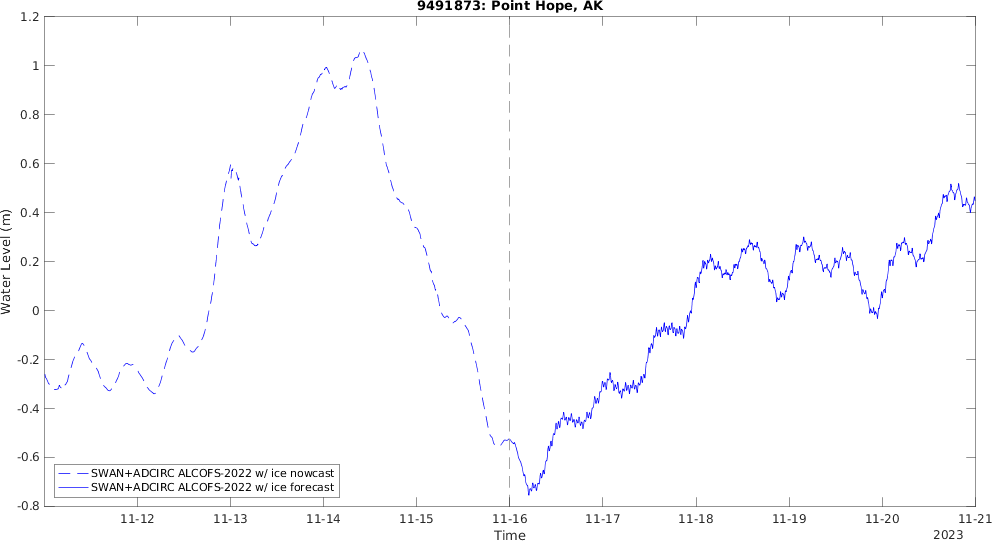 9491873: Point Hope, AK
1.2
1
0.8
0.6
0.4
0.2
0
-0.2
-0.4
-0.6
-0.8
Water Level (m)
SWAN+ADCIRC ALCOFS-2022 w/ ice nowcast
SWAN+ADCIRC ALCOFS-2022 w/ ice forecast
11-12 11-13 11-14 11-15 11-16 11-17 11-18 11-19 11-20 11-21
Time
2023